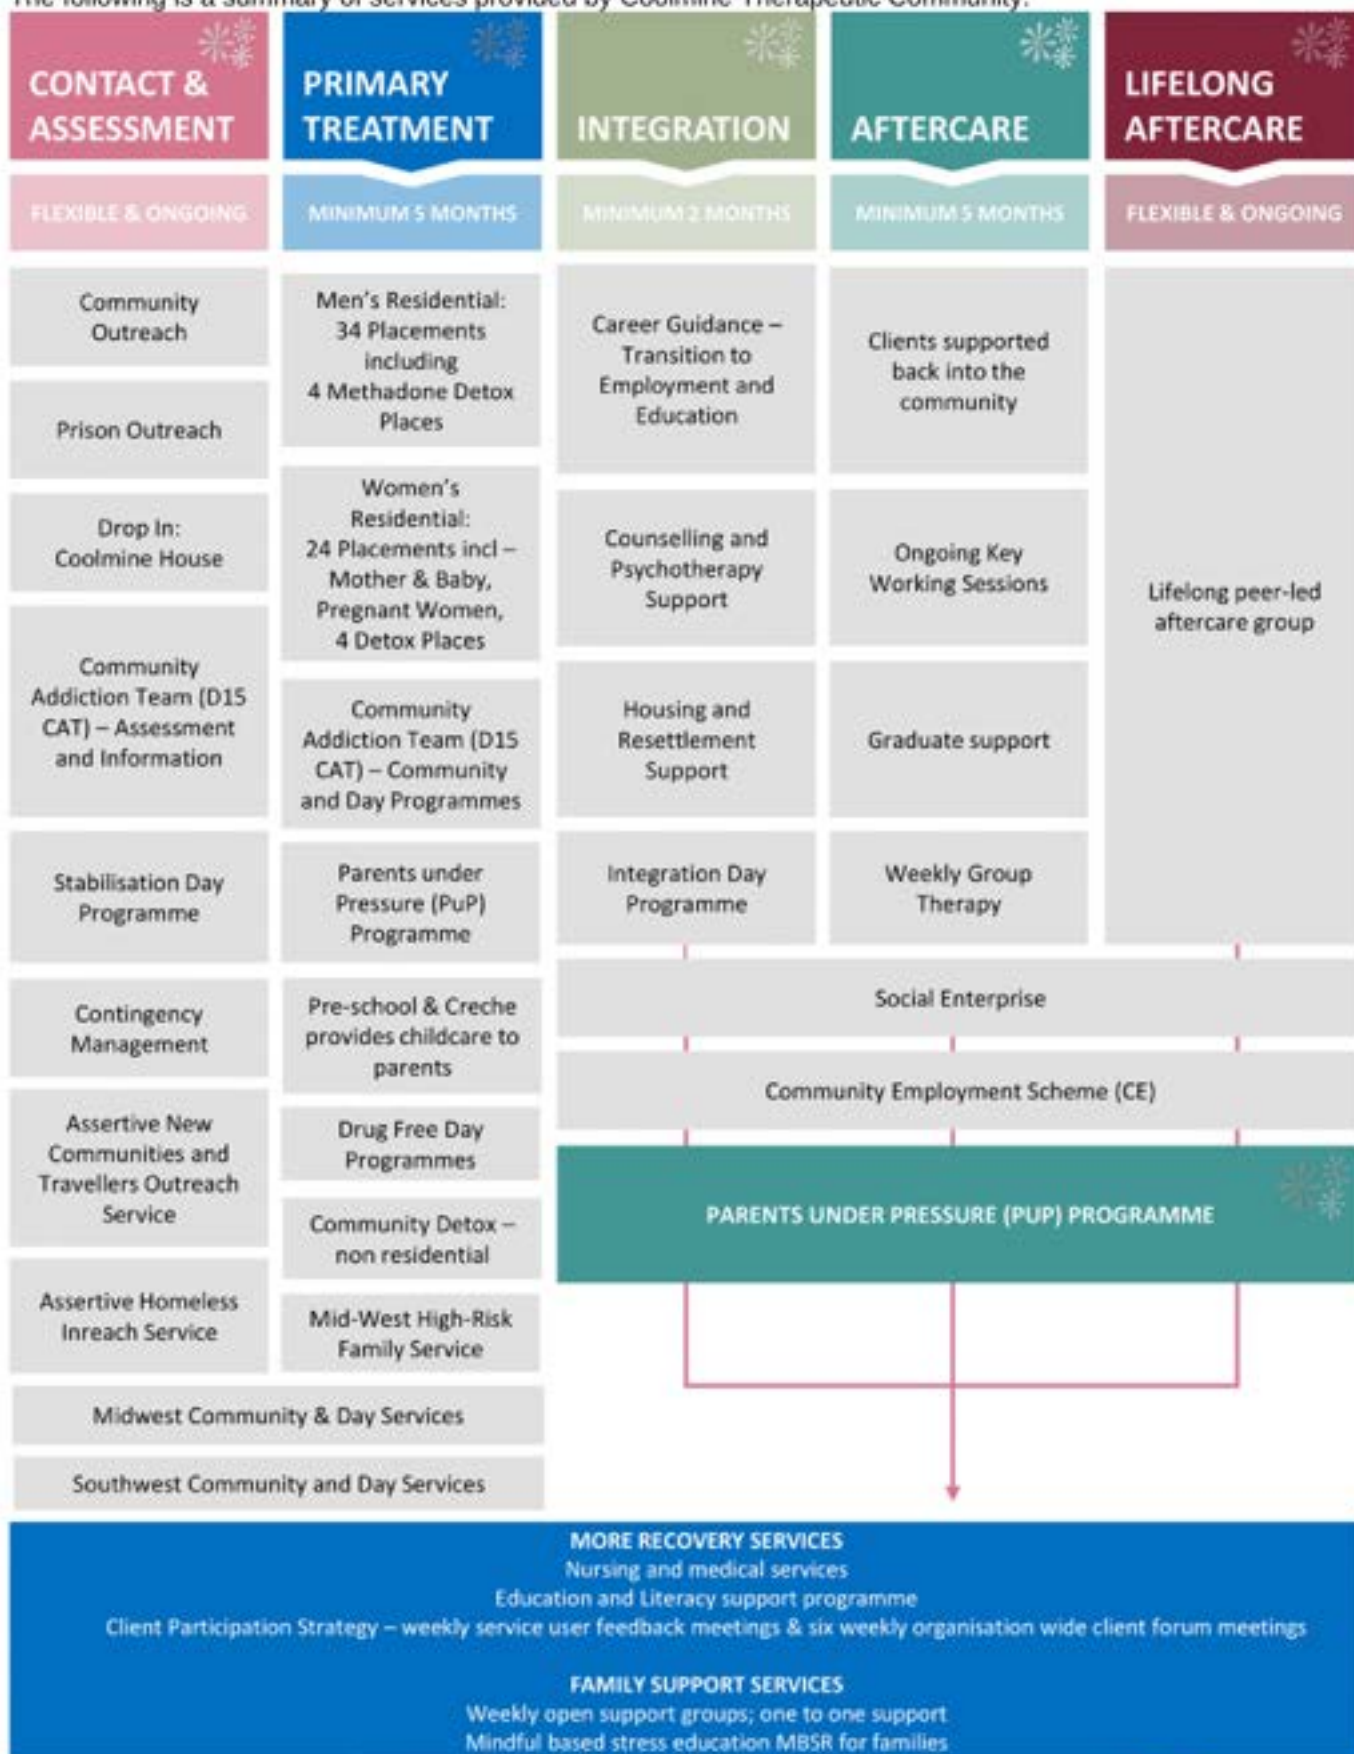 The following is a summary of services provided by Coolmine Therapeutic Community:
CONTACT &
ASSESSMENT
FLEXIBLE & ONGOING
Community
Outreach
Prison Outreach
Drop In:
Coolmine House
Community
Addiction Team (D15
CAT) – Assessment
and Information
Stabilisation Day
Programme
Contingency
Management
Assertive New
Communities and
Travellers Outreach
Service
Assertive Homeless
Inreach Service
PRIMARY
TREATMENT
MINIMUM 5 MONTHS
Men's Residential:
34 Placements
including
4 Methadone Detox
Places
Women's
Residential:
24 Placements incl –
Mother & Baby,
Pregnant Women,
4 Detox Places
Community
Addiction Team (D15
CAT) – Community
and Day Programmes
Parents under
Pressure (PuP)
Programme
Pre-school & Creche
provides childcare to
parents
Drug Free Day
Programmes
Community Detox –
non residential
Mid-West High-Risk
Family Service
Midwest Community & Day Services
Southwest Community and Day Services
INTEGRATION
MINIMUM 2 MONTHS
Career Guidance –
Transition to
Employment and
Education
Counselling and
Psychotherapy
Support
Housing and
Resettlement
Support
Integration Day
Programme
AFTERCARE
MINIMUM 5 MONTHS
Clients supported
back into the
community
Ongoing Key
Working Sessions
Graduate support
Weekly Group
Therapy
LIFELONG
AFTERCARE
FLEXIBLE & ONGOING
Lifelong peer-led
aftercare group
Social Enterprise
Community Employment Scheme (CE)
PARENTS UNDER PRESSURE (PUP) PROGRAMME
MORE RECOVERY SERVICES
Nursing and medical services
Education and Literacy support programme
Client Participation Strategy – weekly service user feedback meetings & six weekly organisation wide client forum meetings
FAMILY SUPPORT SERVICES
Weekly open support groups; one to one support
Mindful based stress education MBSR for families